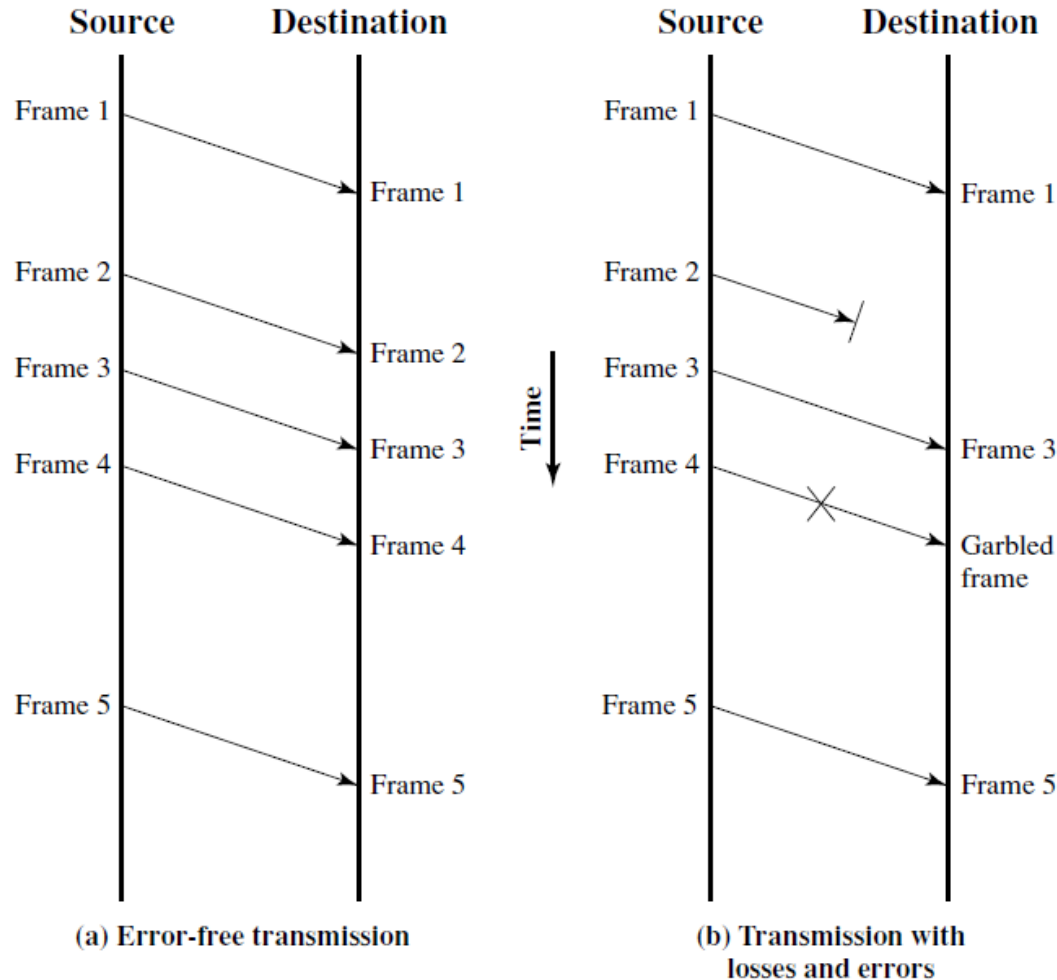 Source
Destination
Frame 1
Frame 1
Frame 2
Frame 2
Frame 3
Frame 3
Frame 4
Frame 4
Frame 5
Frame 5
(a) Error-free transmission
Time
Source
Destination
Frame 1
Frame 1
Frame 2
Frame 3
Frame 3
Frame 4
Garbled
frame
Frame 5
Frame 5
(b) Transmission with
losses and errors